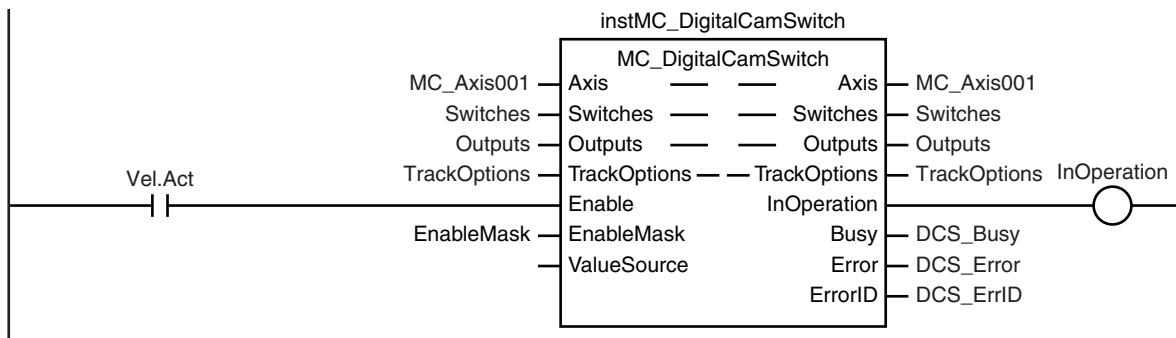 instMC_DigitalCamSwitch
MC_DigitalCamSwitch
MC_Axis001 Axis Axis MC_Axis001
Switches Switches Switches Switches
Outputs Outputs Outputs Outputs
TrackOptions TrackOptions TrackOptions TrackOptions
Vel.Act Enable InOperation InOperation
EnableMask EnableMask Busy DCS_Busy
ValueSource Error DCS_Error
ErrorID DCS_ErrID